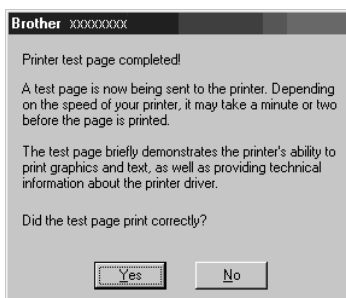 Brother xxxxxxxx
Printer test page completed!
A test page is now being sent to the printer. Depending
on the speed of your printer, it may take a minute or two
before the page is printed.
The test page briefly demonstrates the printer's ability to
print graphics and text, as well as providing technical
information about the printer driver.
Did the test page print correctly?
Yes No